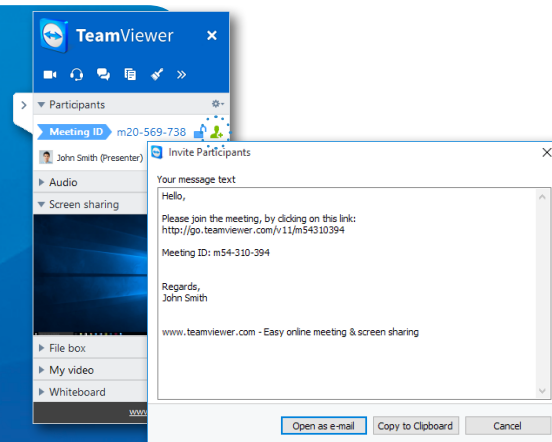 TeamViewer
Participants
Meeting ID m20-569-738
John Smith (Presenter)
Audio
Screen sharing
File box
My video
Whiteboard
www
Invite Participants
Your message text
Hello,
Please join the meeting, by clicking on this link:
http://go.teamviewer.com/v11/m54310394
Meeting ID: m54-310-394
Regards,
John Smith
www.teamviewer.com - Easy online meeting & screen sharing
Open as e-mail Copy to Clipboard Cancel